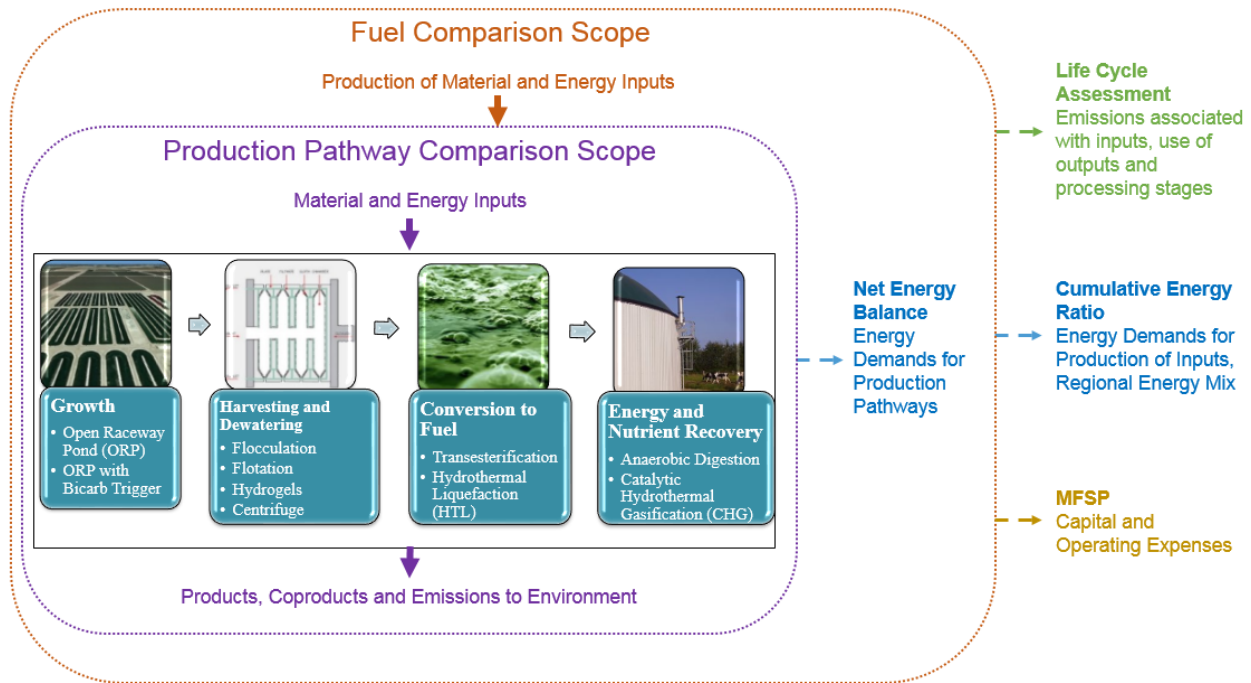 Fuel Comparison Scope
Production of Material and Energy Inputs
Production Pathway Comparison Scope
Material and Energy Inputs
Growth
• Open Raceway
Pond (ORP)
• ORP with
Bicarb Trigger
Harvesting and
Dewatering
• Flocculation
• Flotation
• Hydrogels
• Centrifuge
Conversion to
Fuel
• Transesterification
• Hydrothermal
Liquefaction
(HTL)
Energy and
Nutrient Recovery
• Anaerobic Digestion
• Catalytic
Hydrothermal
Gasification (CHG)
Products, Coproducts and Emissions to Environment
Net Energy
Balance
Energy
Demands for
Production
Pathways
Life Cycle
Assessment
Emissions associated
with inputs, use of
outputs and
processing stages
Cumulative Energy
Ratio
Energy Demands for
Production of Inputs,
Regional Energy Mix
MFSP
Capital and
Operating Expenses